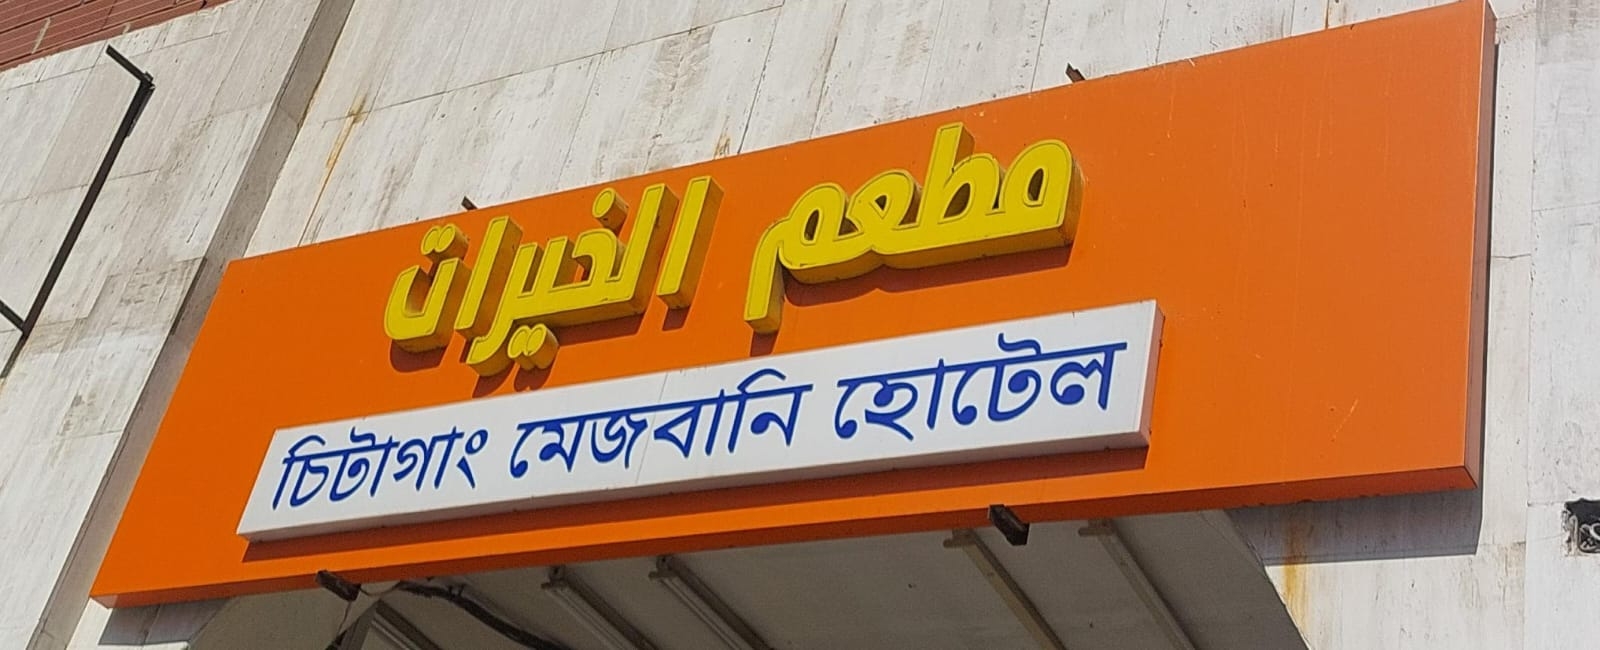 مطعم الخيرات
চিটাগাং মেজবানি হোটেল